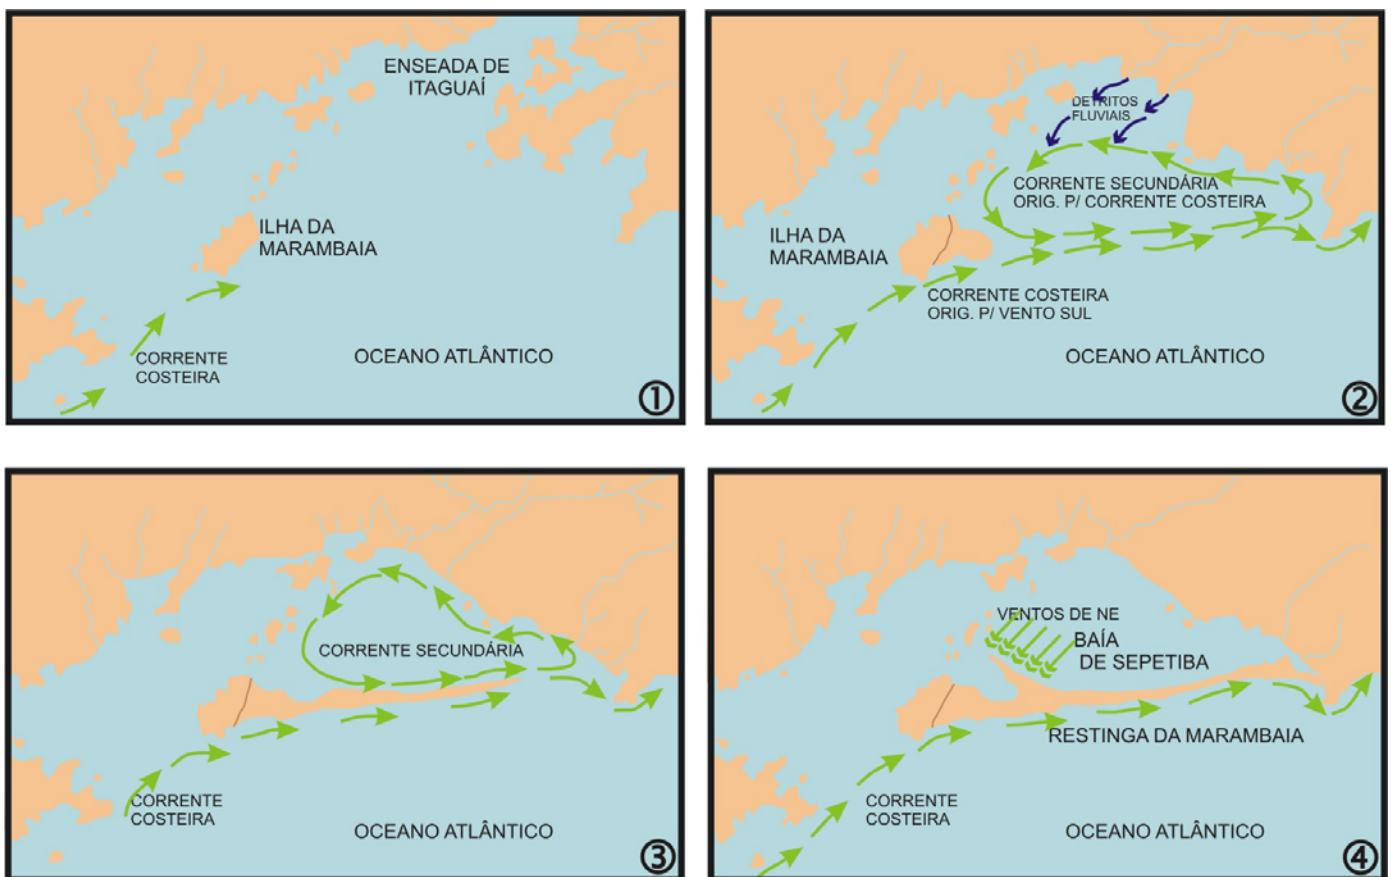 ENSEADA DE
ITAGUAÍ
ILHA DA
MARAMBAIA
CORRENTE
COSTEIRA
OCEANO ATLÂNTICO
①
DETRITOS
FLUVIAIS
CORRENTE SECUNDÁRIA
ORIG. P/ CORRENTE COSTEIRA
ILHA DA
MARAMBAIA
CORRENTE COSTEIRA
ORIG. P/ VENTO SUL
OCEANO ATLÂNTICO
②
CORRENTE SECUNDÁRIA
CORRENTE
COSTEIRA
OCEANO ATLÂNTICO
③
VENTOS DE NE
BAÍA
DE SEPETIBA
RESTINGA DA MARAMBAIA
CORRENTE
COSTEIRA
OCEANO ATLÂNTICO
④